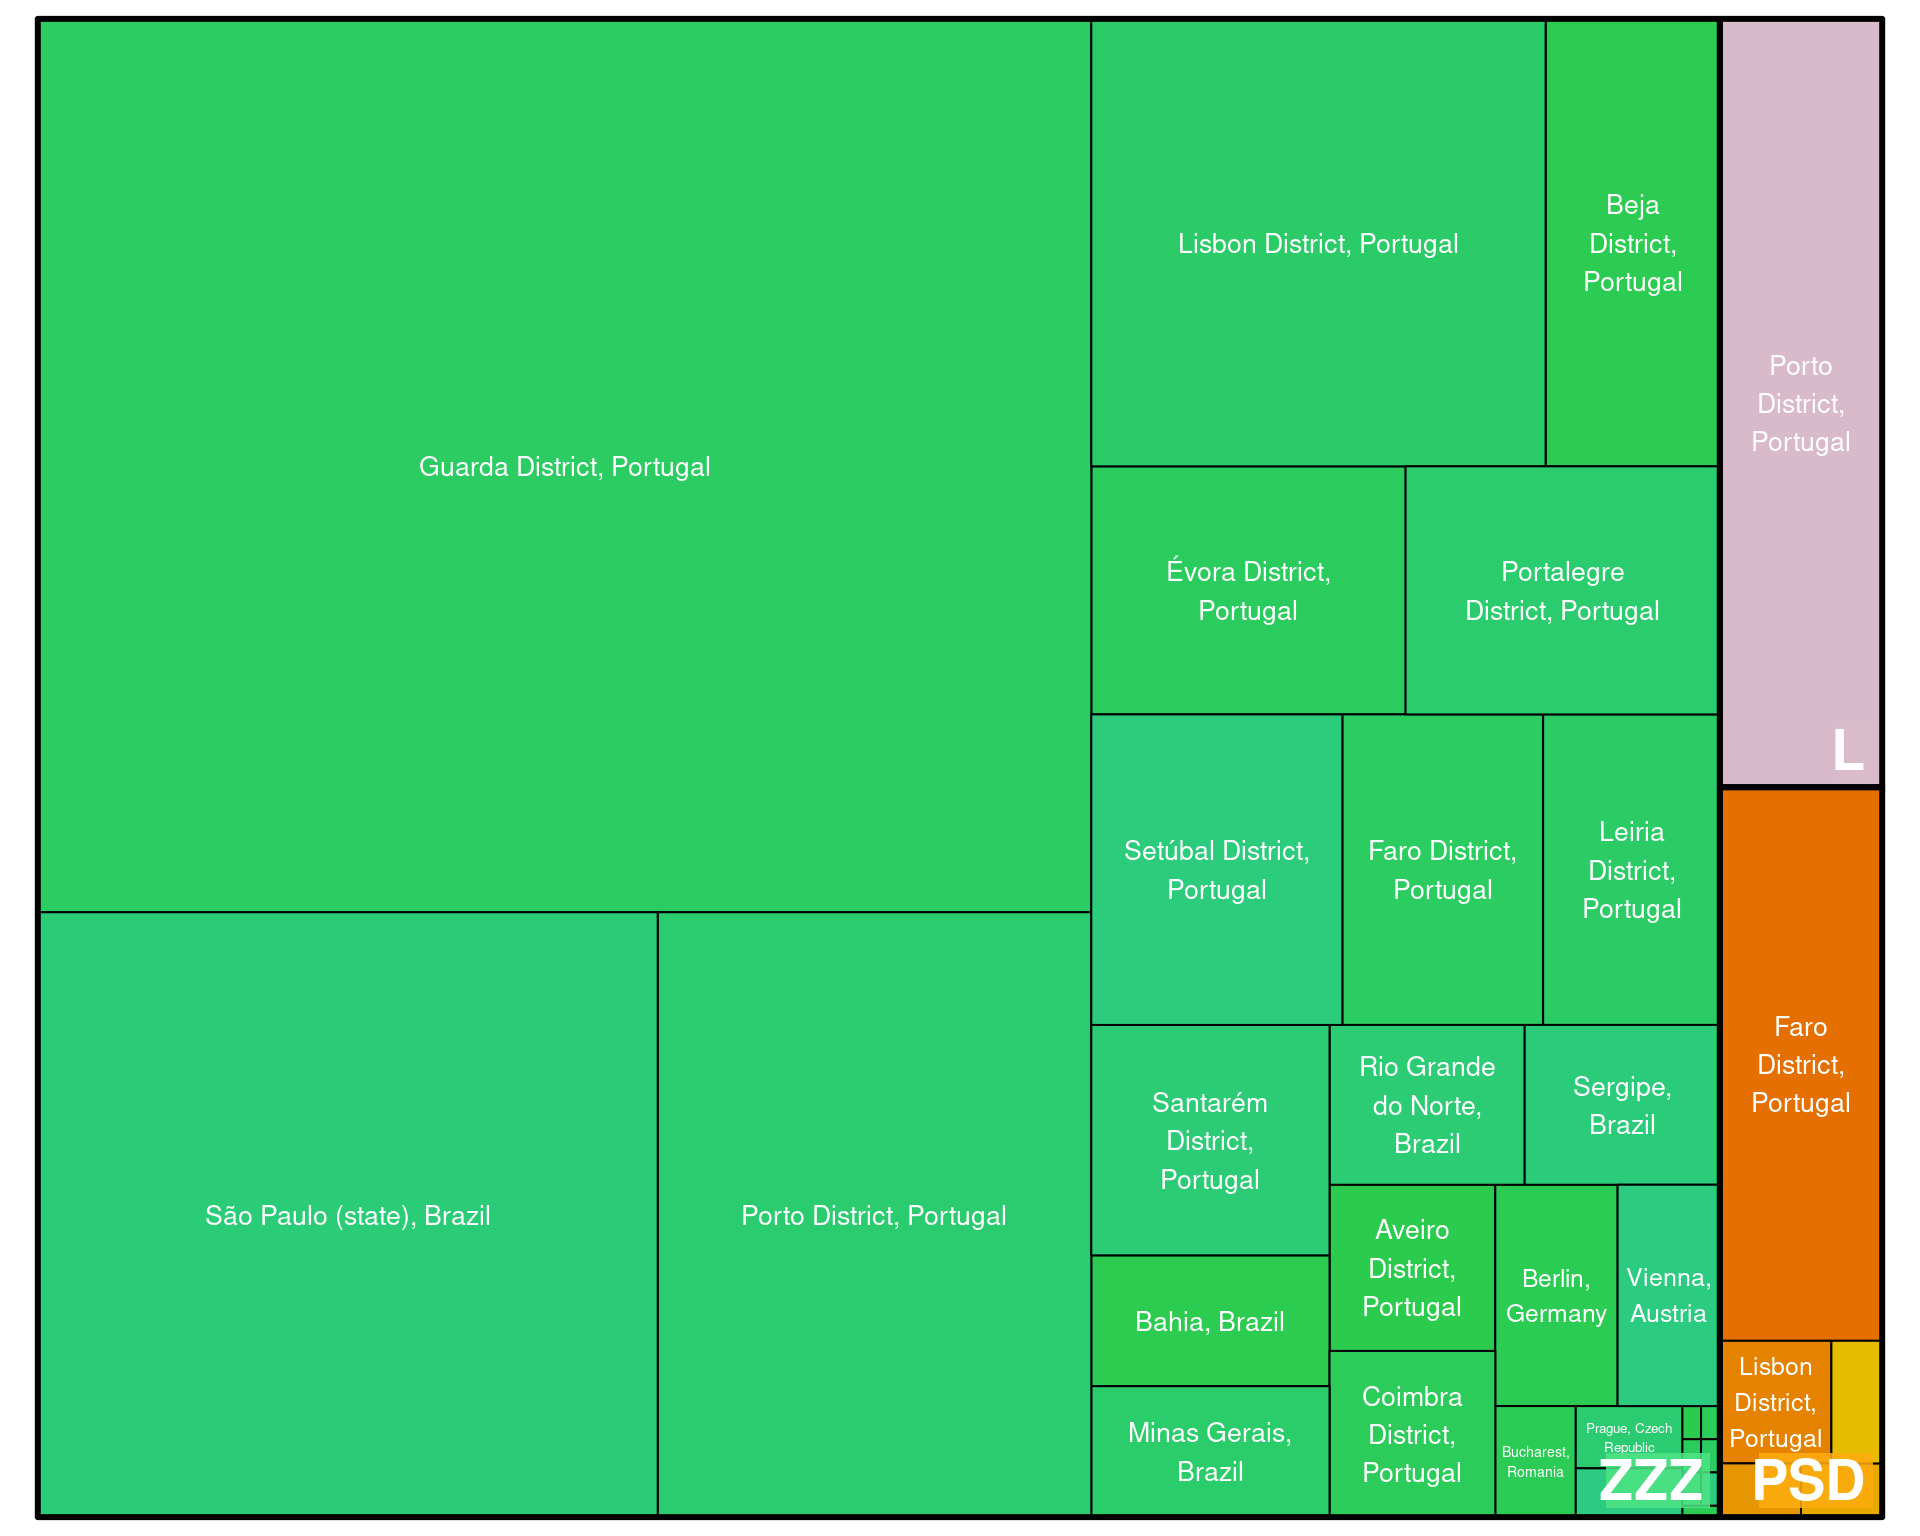 Guarda District, Portugal
Lisbon District, Portugal
Beja
District,
Portugal
Porto
District,
Portugal
L
Évora District,
Portugal
Portalegre
District, Portugal
Setúbal District,
Portugal
Faro District,
Portugal
Leiria
District,
Portugal
Faro
District,
Portugal
São Paulo (state), Brazil
Porto District, Portugal
Santarém
District,
Portugal
Rio Grande
do Norte,
Brazil
Sergipe,
Brazil
Bahia, Brazil
Minas Gerais,
Brazil
Aveiro
District,
Portugal
Coimbra
District,
Portugal
Berlin,
Germany
Vienna,
Austria
Bucharest,
Romania
Prague, Czech
Republic
ZZZ
Lisbon
District,
Portugal
PSD